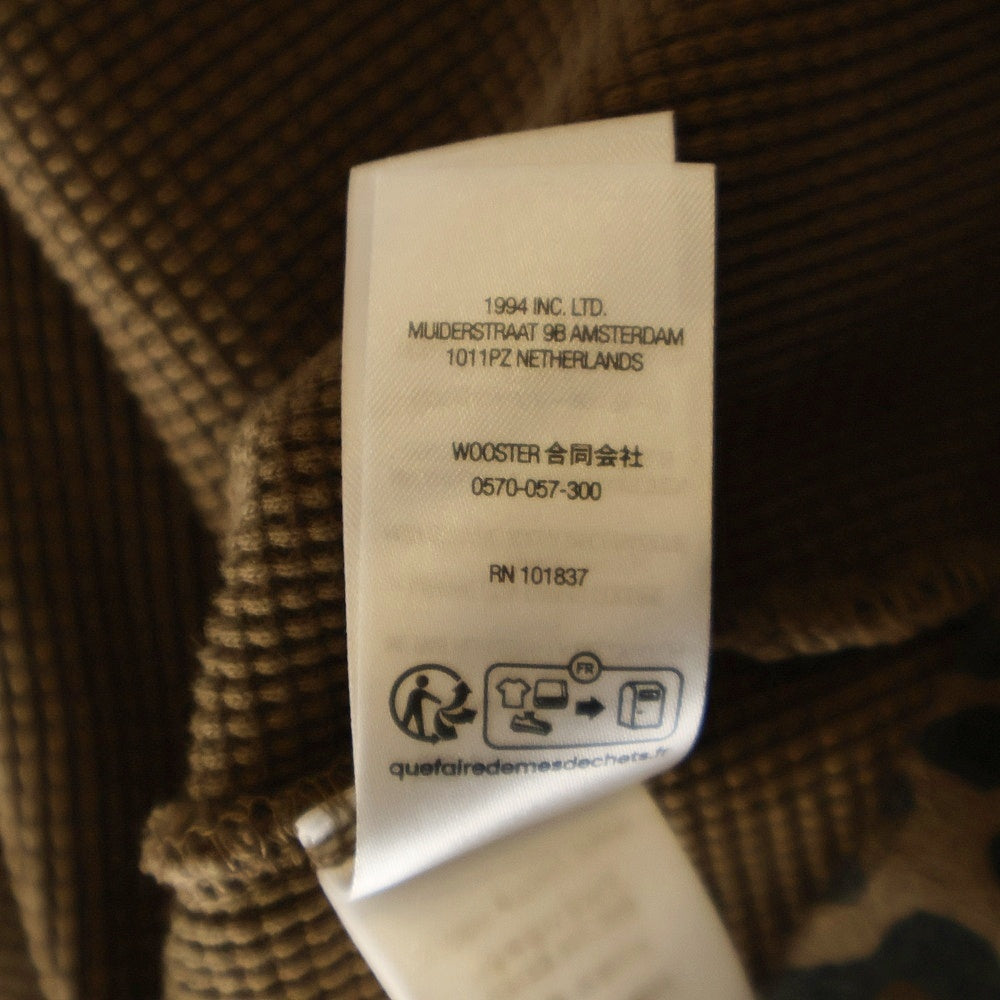 1994 INC. LTD.
MUIDERSTRAAT 9B AMSTERDAM
1011PZ NETHERLANDS
WOOSTER 合同会社
0570-057-300
RN 101837
FR
quefairedemesdechets.fr